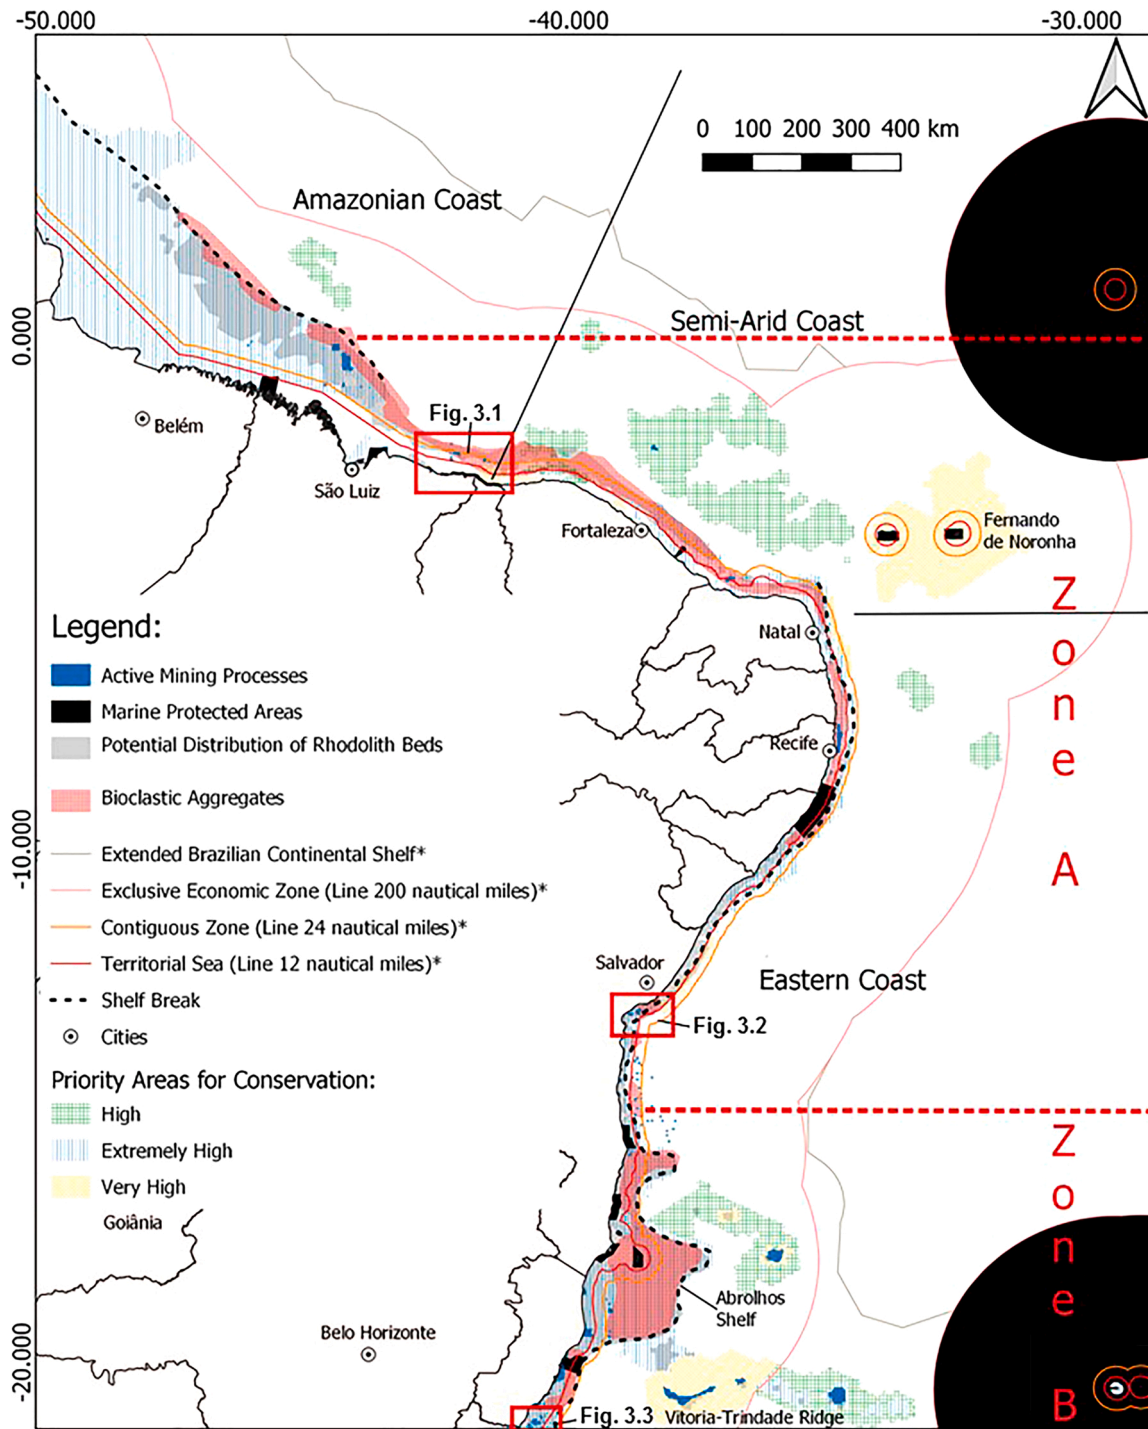 -50.000 -40.000 -30.000
0 100 200 300 400 km
Amazonian Coast
0.000
Semi-Arid Coast
Fig. 3.1
Belém
São Luiz
Fortaleza
Fernando
de Noronha
Legend:
Natal
Active Mining Processes
Marine Protected Areas
Potential Distribution of Rhodolith Beds
Recife
Bioclastic Aggregates
Zone A
-10.000
Extended Brazilian Continental Shelf*
Exclusive Economic Zone (Line 200 nautical miles)*
Contiguous Zone (Line 24 nautical miles)*
Territorial Sea (Line 12 nautical miles)*
Salvador
Eastern Coast
Shelf Break
Fig. 3.2
Cities
Priority Areas for Conservation:
High
Extremely High
Very High
Goiânia
Zone B
Abrolhos
Shelf
Belo Horizonte
-20.000
Fig. 3.3
Vitoria-Trindade Ridge